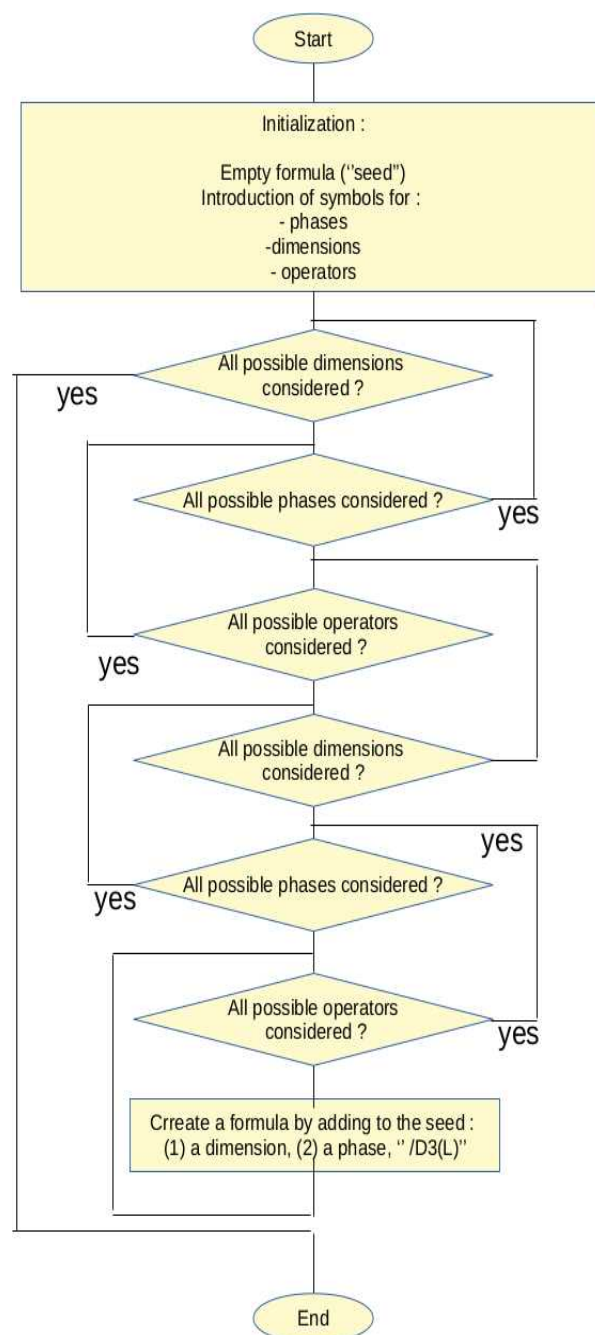 Start
Initialization :
Empty formula (‘'seed’')
Introduction of symbols for :
- phases
-dimensions
- operators
All possible dimensions
considered ?
yes
All possible phases considered ?
yes
All possible operators
considered ?
yes
All possible dimensions
considered ?
yes
All possible phases considered ?
yes
All possible operators
considered ?
yes
Crreate a formula by adding to the seed :
(1) a dimension, (2) a phase, ‘' /D3(L)’'
End